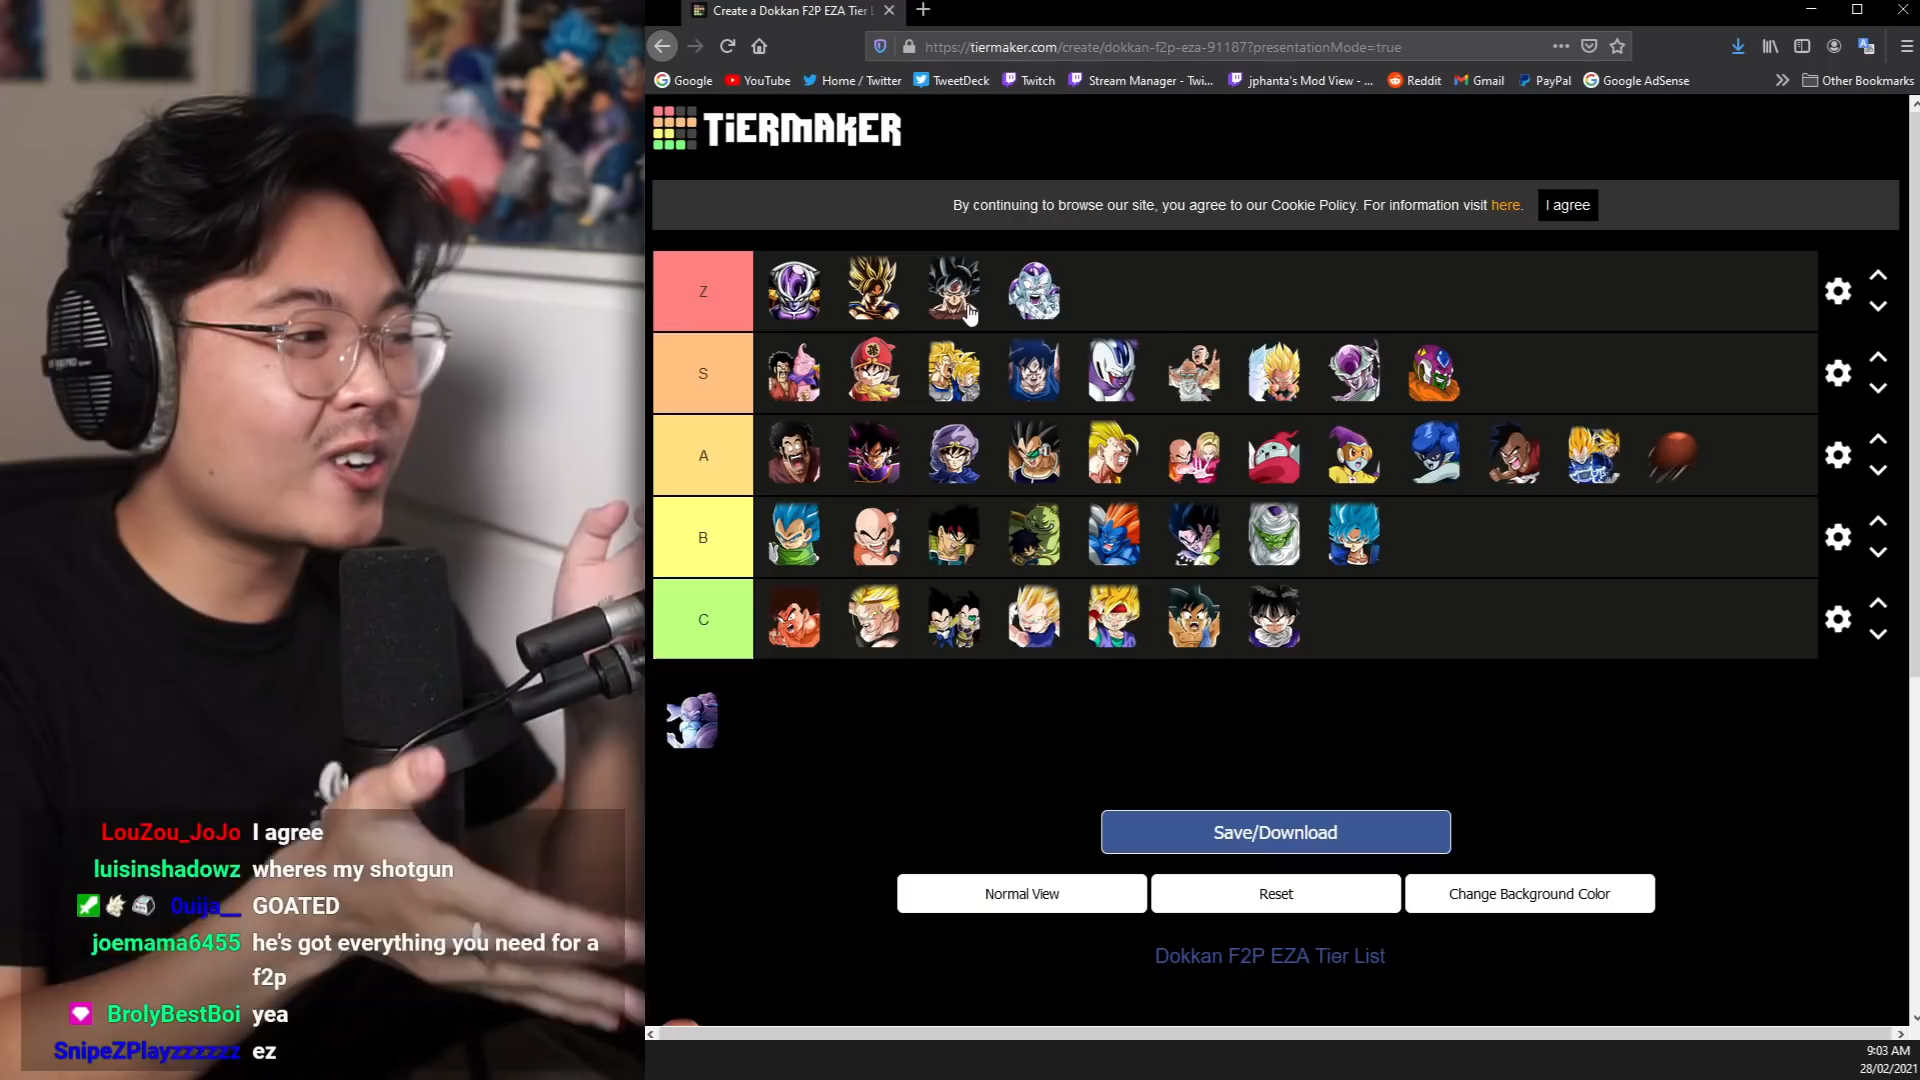 Create a Dokkan F2P EZA Tier L
https://tiermaker.com/create/dokkan-f2p-eza-91187?presentationMode=true
Google YouTube Home / Twitter TweetDeck Twitch Stream Manager - Twi... jphanta's Mod View - ... Reddit Gmail PayPal Google AdSense Other Bookmarks
TiERMAKER
By continuing to browse our site, you agree to our Cookie Policy. For information visit here. I agree
Z
S
A
B
C
Save/Download
Normal View Reset Change Background Color
Dokkan F2P EZA Tier List
LouZou_JoJo I agree
luisinshadowz wheres my shotgun
0uija__ GOATED
joemama6455 he's got everything you need for a
f2p
BrolyBestBoi yea
SnipeZPlayzzzzzz ez
9:03 AM
28/02/2021